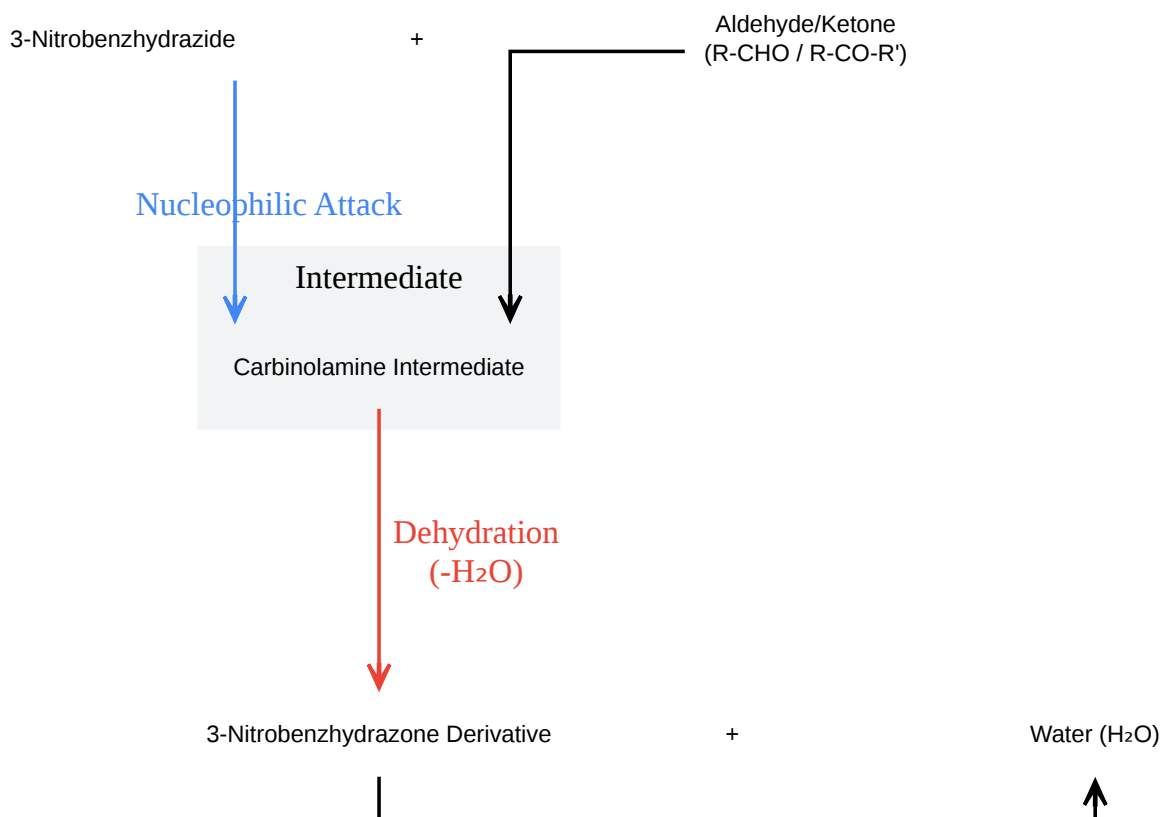 3-Nitrobenzhydrazide
+
Aldehyde/Ketone
(R-CHO / R-CO-R')
Nucleophilic Attack
Intermediate
Carbinolamine Intermediate
Dehydration
(-H₂O)
3-Nitrobenzhydrazone Derivative
+
Water (H₂O)